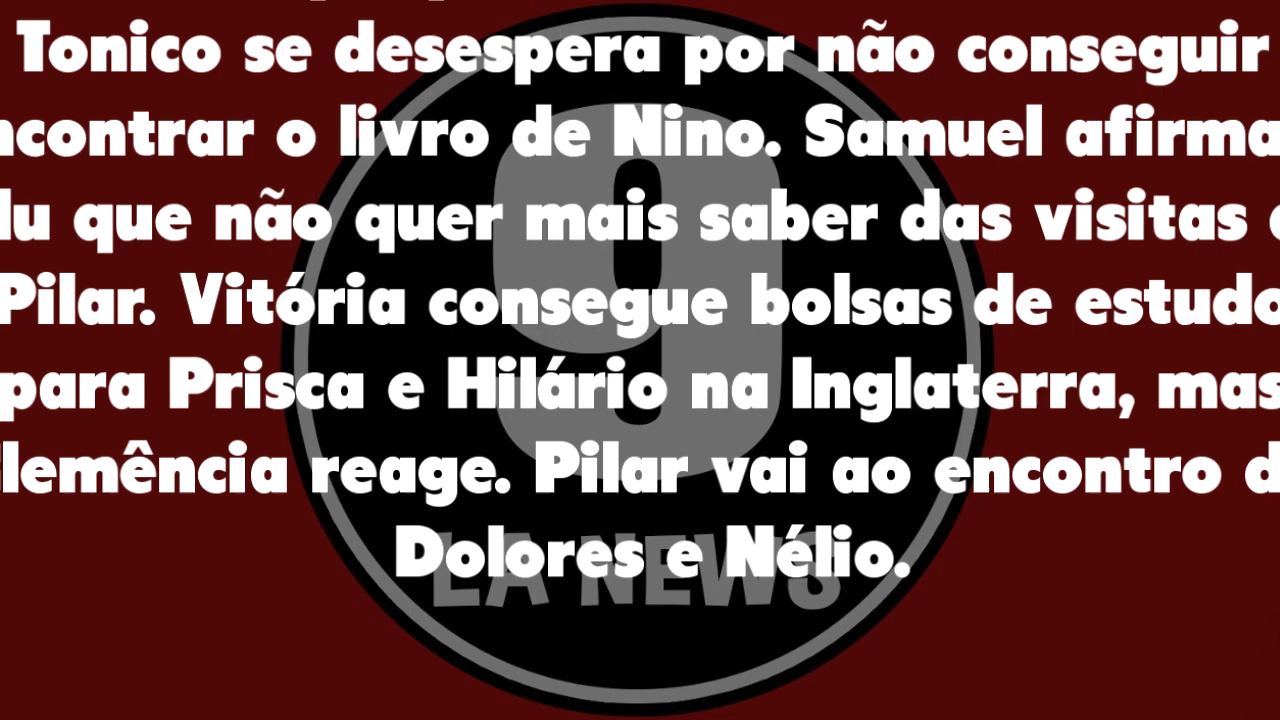 Tonico se desespera por não conseguir
ncontrar o livro de Nino. Samuel afirma
lu que não quer mais saber das visitas
Pilar. Vitória consegue bolsas de estudo
para Prisca e Hilário na Inglaterra, mas
lemência reage. Pilar vai ao encontro d
Dolores e Nélio.
9
LA NEWS